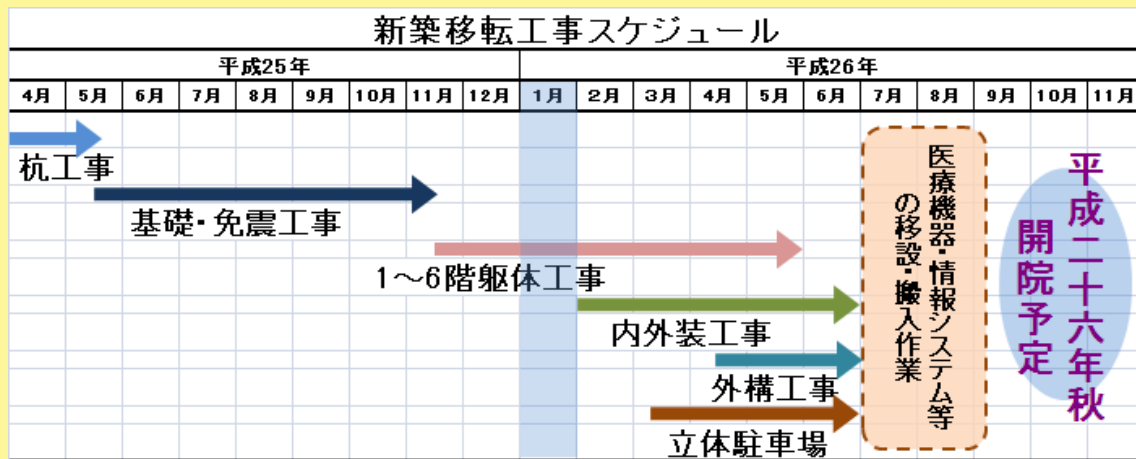 新築移転工事スケジュール
平成25年 平成26年
4月 5月 6月 7月 8月 9月 10月 11月 12月 1月 2月 3月 4月 5月 6月 7月 8月 9月 10月 11月
杭工事
基礎・免震工事
1～6階躯体工事
内外装工事
外構工事
立体駐車場
医療機器・情報システム等
の移設・搬入作業
平成二十六年秋
開院予定